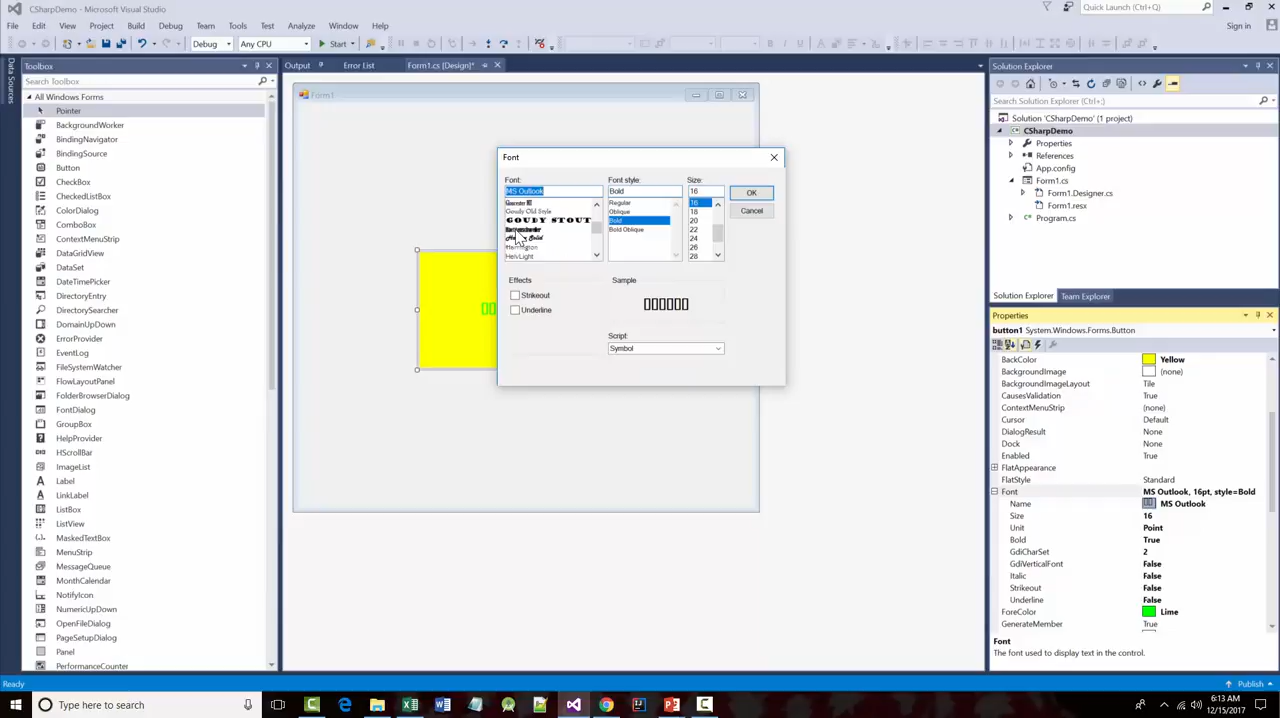 CSharpDemo - Microsoft Visual Studio
Quick Launch (Ctrl+Q)
File Edit View Project Build Debug Team Tools Test Analyze Window Help
Sign in
Debug Any CPU Start
Data Sources
Toolbox
Search Toolbox
All Windows Forms
Pointer
BackgroundWorker
BindingNavigator
BindingSource
Button
CheckBox
CheckedListBox
ColorDialog
ComboBox
ContextMenuStrip
DataGridView
DataSet
DateTimePicker
DirectoryEntry
DirectorySearcher
DomainUpDown
ErrorProvider
EventLog
FileSystemWatcher
FlowLayoutPanel
FolderBrowserDialog
FontDialog
GroupBox
HelpProvider
HScrollBar
ImageList
Label
LinkLabel
ListBox
ListView
MaskedTextBox
MenuStrip
MessageQueue
MonthCalendar
NotifyIcon
NumericUpDown
OpenFileDialog
PageSetupDialog
Panel
PerformanceCounter
Output Error List Form1.cs [Design]*
Form1
Font
Font: Font style: Size:
MS Outlook Bold 16
Goudy Old Style
GOUDY STOUT
Harrington
HelvLight
Regular
Oblique
Bold
Bold Oblique
16
18
20
22
24
26
28
OK
Cancel
Effects
Strikeout
Underline
Sample
Script:
Symbol
Solution Explorer
Search Solution Explorer (Ctrl+;)
Solution 'CSharpDemo' (1 project)
CSharpDemo
Properties
References
App.config
Form1.cs
Form1.Designer.cs
Form1.resx
Program.cs
Solution Explorer Team Explorer
Properties
button1 System.Windows.Forms.Button
BackColor Yellow
BackgroundImage (none)
BackgroundImageLayout Tile
CausesValidation True
ContextMenuStrip (none)
Cursor Default
DialogResult None
Dock None
Enabled True
FlatAppearance
FlatStyle Standard
Font MS Outlook, 16pt, style=Bold
Name MS Outlook
Size 16
Unit Point
Bold True
GdiCharSet 2
GdiVerticalFont False
Italic False
Strikeout False
Underline False
ForeColor Lime
GenerateMember True
Font
The font used to display text in the control.
Ready
Publish
Type here to search
6:13 AM
12/15/2017